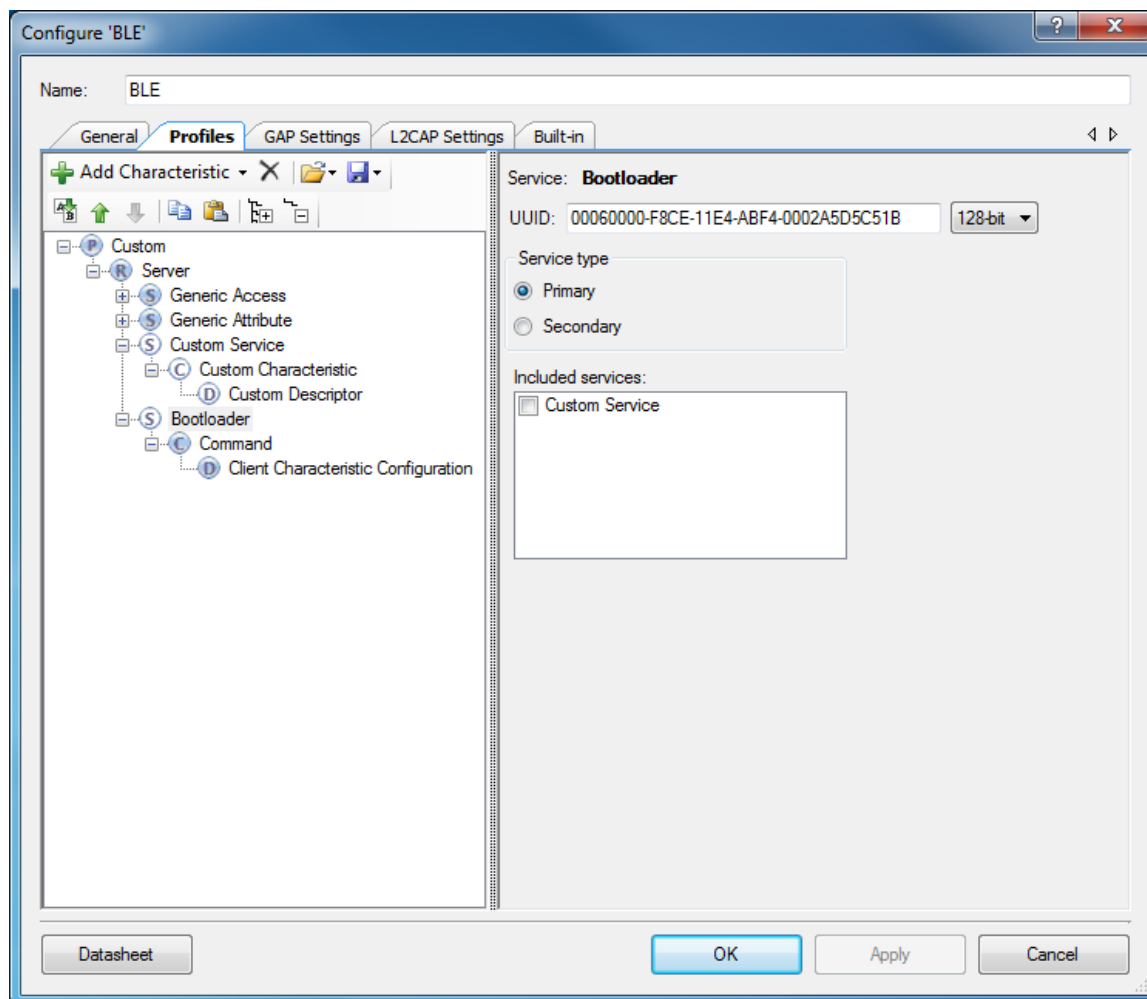 Configure 'BLE'
Name: BLE
General Profiles GAP Settings L2CAP Settings Built-in
Add Characteristic
Custom
Server
Generic Access
Generic Attribute
Custom Service
Custom Characteristic
Custom Descriptor
Bootloader
Command
Client Characteristic Configuration
Service: Bootloader
UUID: 00060000-F8CE-11E4-ABF4-0002A5D5C51B 128-bit
Service type
Primary
Secondary
Included services:
Custom Service
Datasheet OK Apply Cancel